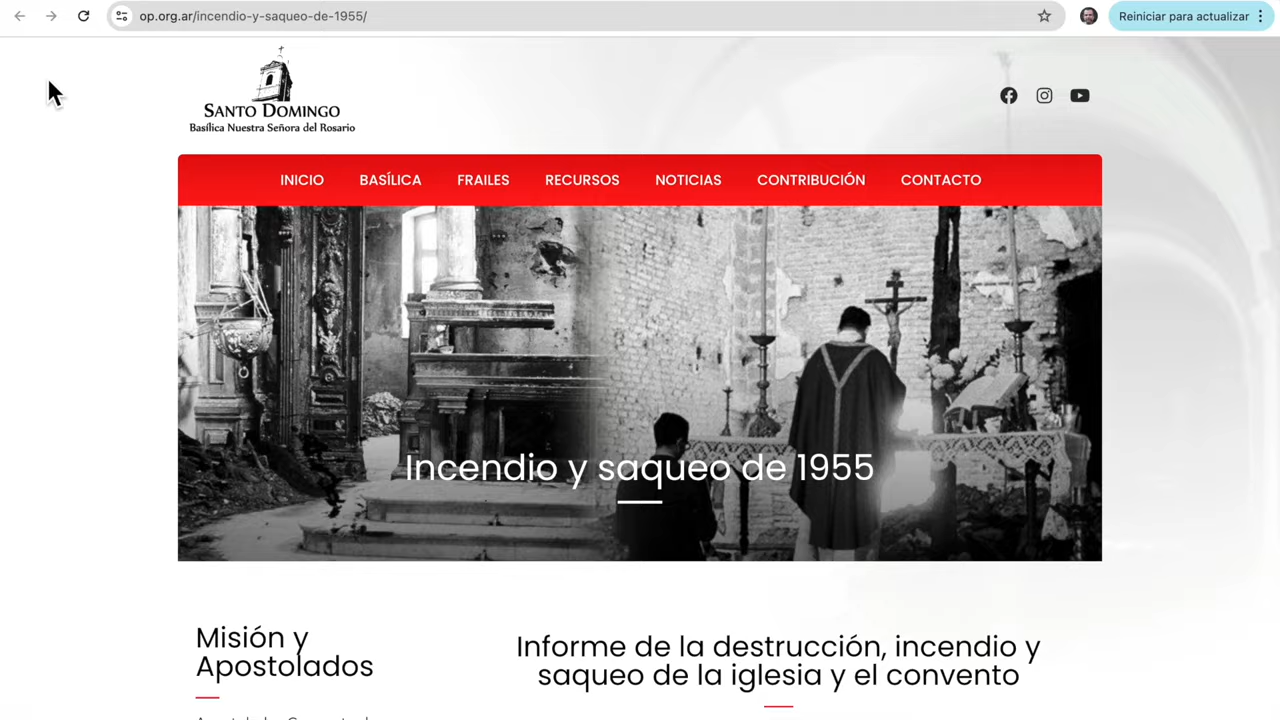 op.org.ar/incendio-y-saqueo-de-1955/
Reiniciar para actualizar
SANTO DOMINGO
Basílica Nuestra Señora del Rosario
INICIO BASÍLICA FRAILES RECURSOS NOTICIAS CONTRIBUCIÓN CONTACTO
Incendio y saqueo de 1955
Misión y
Apostolados
Informe de la destrucción, incendio y
saqueo de la iglesia y el convento